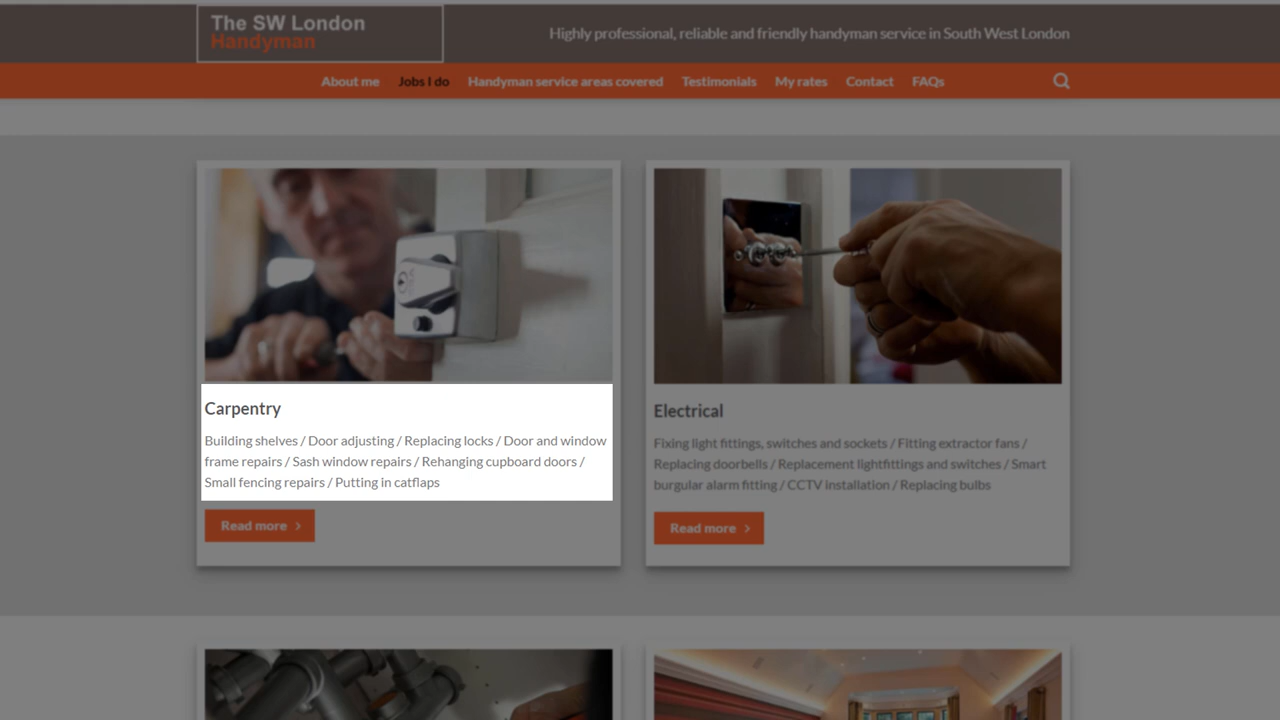 The SW London
Handyman
Highly professional, reliable and friendly handyman service in South West London
About me Jobs I do Handyman service areas covered Testimonials My rates Contact FAQs
Carpentry
Building shelves / Door adjusting / Replacing locks / Door and window
frame repairs / Sash window repairs / Rehanging cupboard doors /
Small fencing repairs / Putting in catflaps
Read more
Electrical
Fixing light fittings, switches and sockets / Fitting extractor fans /
Replacing doorbells / Replacement lightfittings and switches / Smart
burgular alarm fitting / CCTV installation / Replacing bulbs
Read more